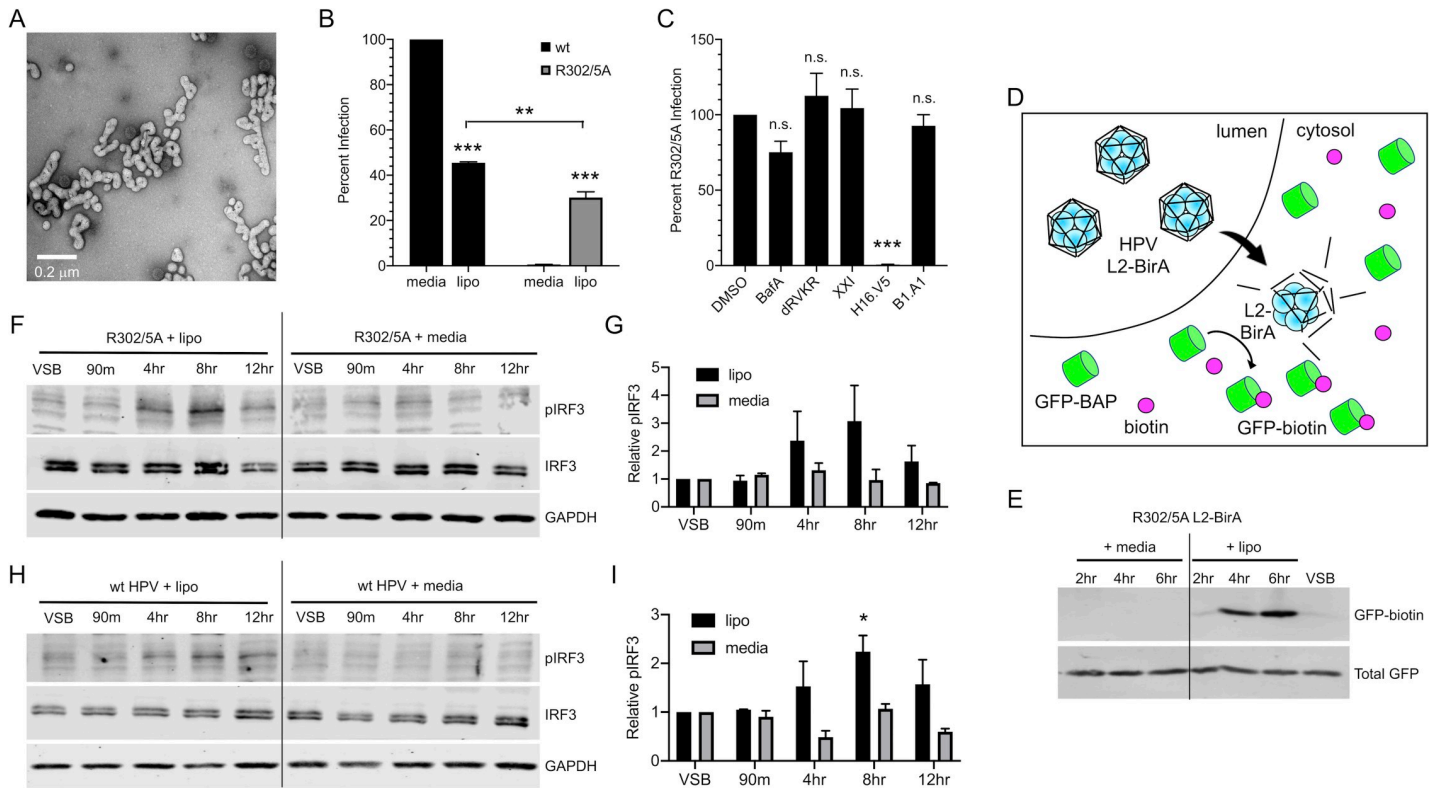 A
0.2 μm
B
Percent Infection
100
80
60
40
20
0
wt
R302/5A
**
***
***
media lipo media lipo
C
Percent R302/5A Infection
150
100
50
0
n.s.
n.s.
n.s.
***
n.s.
DMSO
BafA
dRVKR
XXI
H16.V5
B1.A1
D
lumen
cytosol
HPV
L2-BirA
L2-
BirA
GFP-BAP
biotin
GFP-biotin
E
R302/5A L2-BirA
+ media + lipo
2hr 4hr 6hr 2hr 4hr 6hr VSB
GFP-biotin
Total GFP
F
R302/5A + lipo R302/5A + media
VSB 90m 4hr 8hr 12hr VSB 90m 4hr 8hr 12hr
pIRF3
IRF3
GAPDH
G
Relative pIRF3
5
4
3
2
1
0
lipo
media
VSB 90m 4hr 8hr 12hr
H
wt HPV + lipo wt HPV + media
VSB 90m 4hr 8hr 12hr VSB 90m 4hr 8hr 12hr
pIRF3
IRF3
GAPDH
I
Relative pIRF3
3
2
1
0
lipo
media
*
VSB 90m 4hr 8hr 12hr